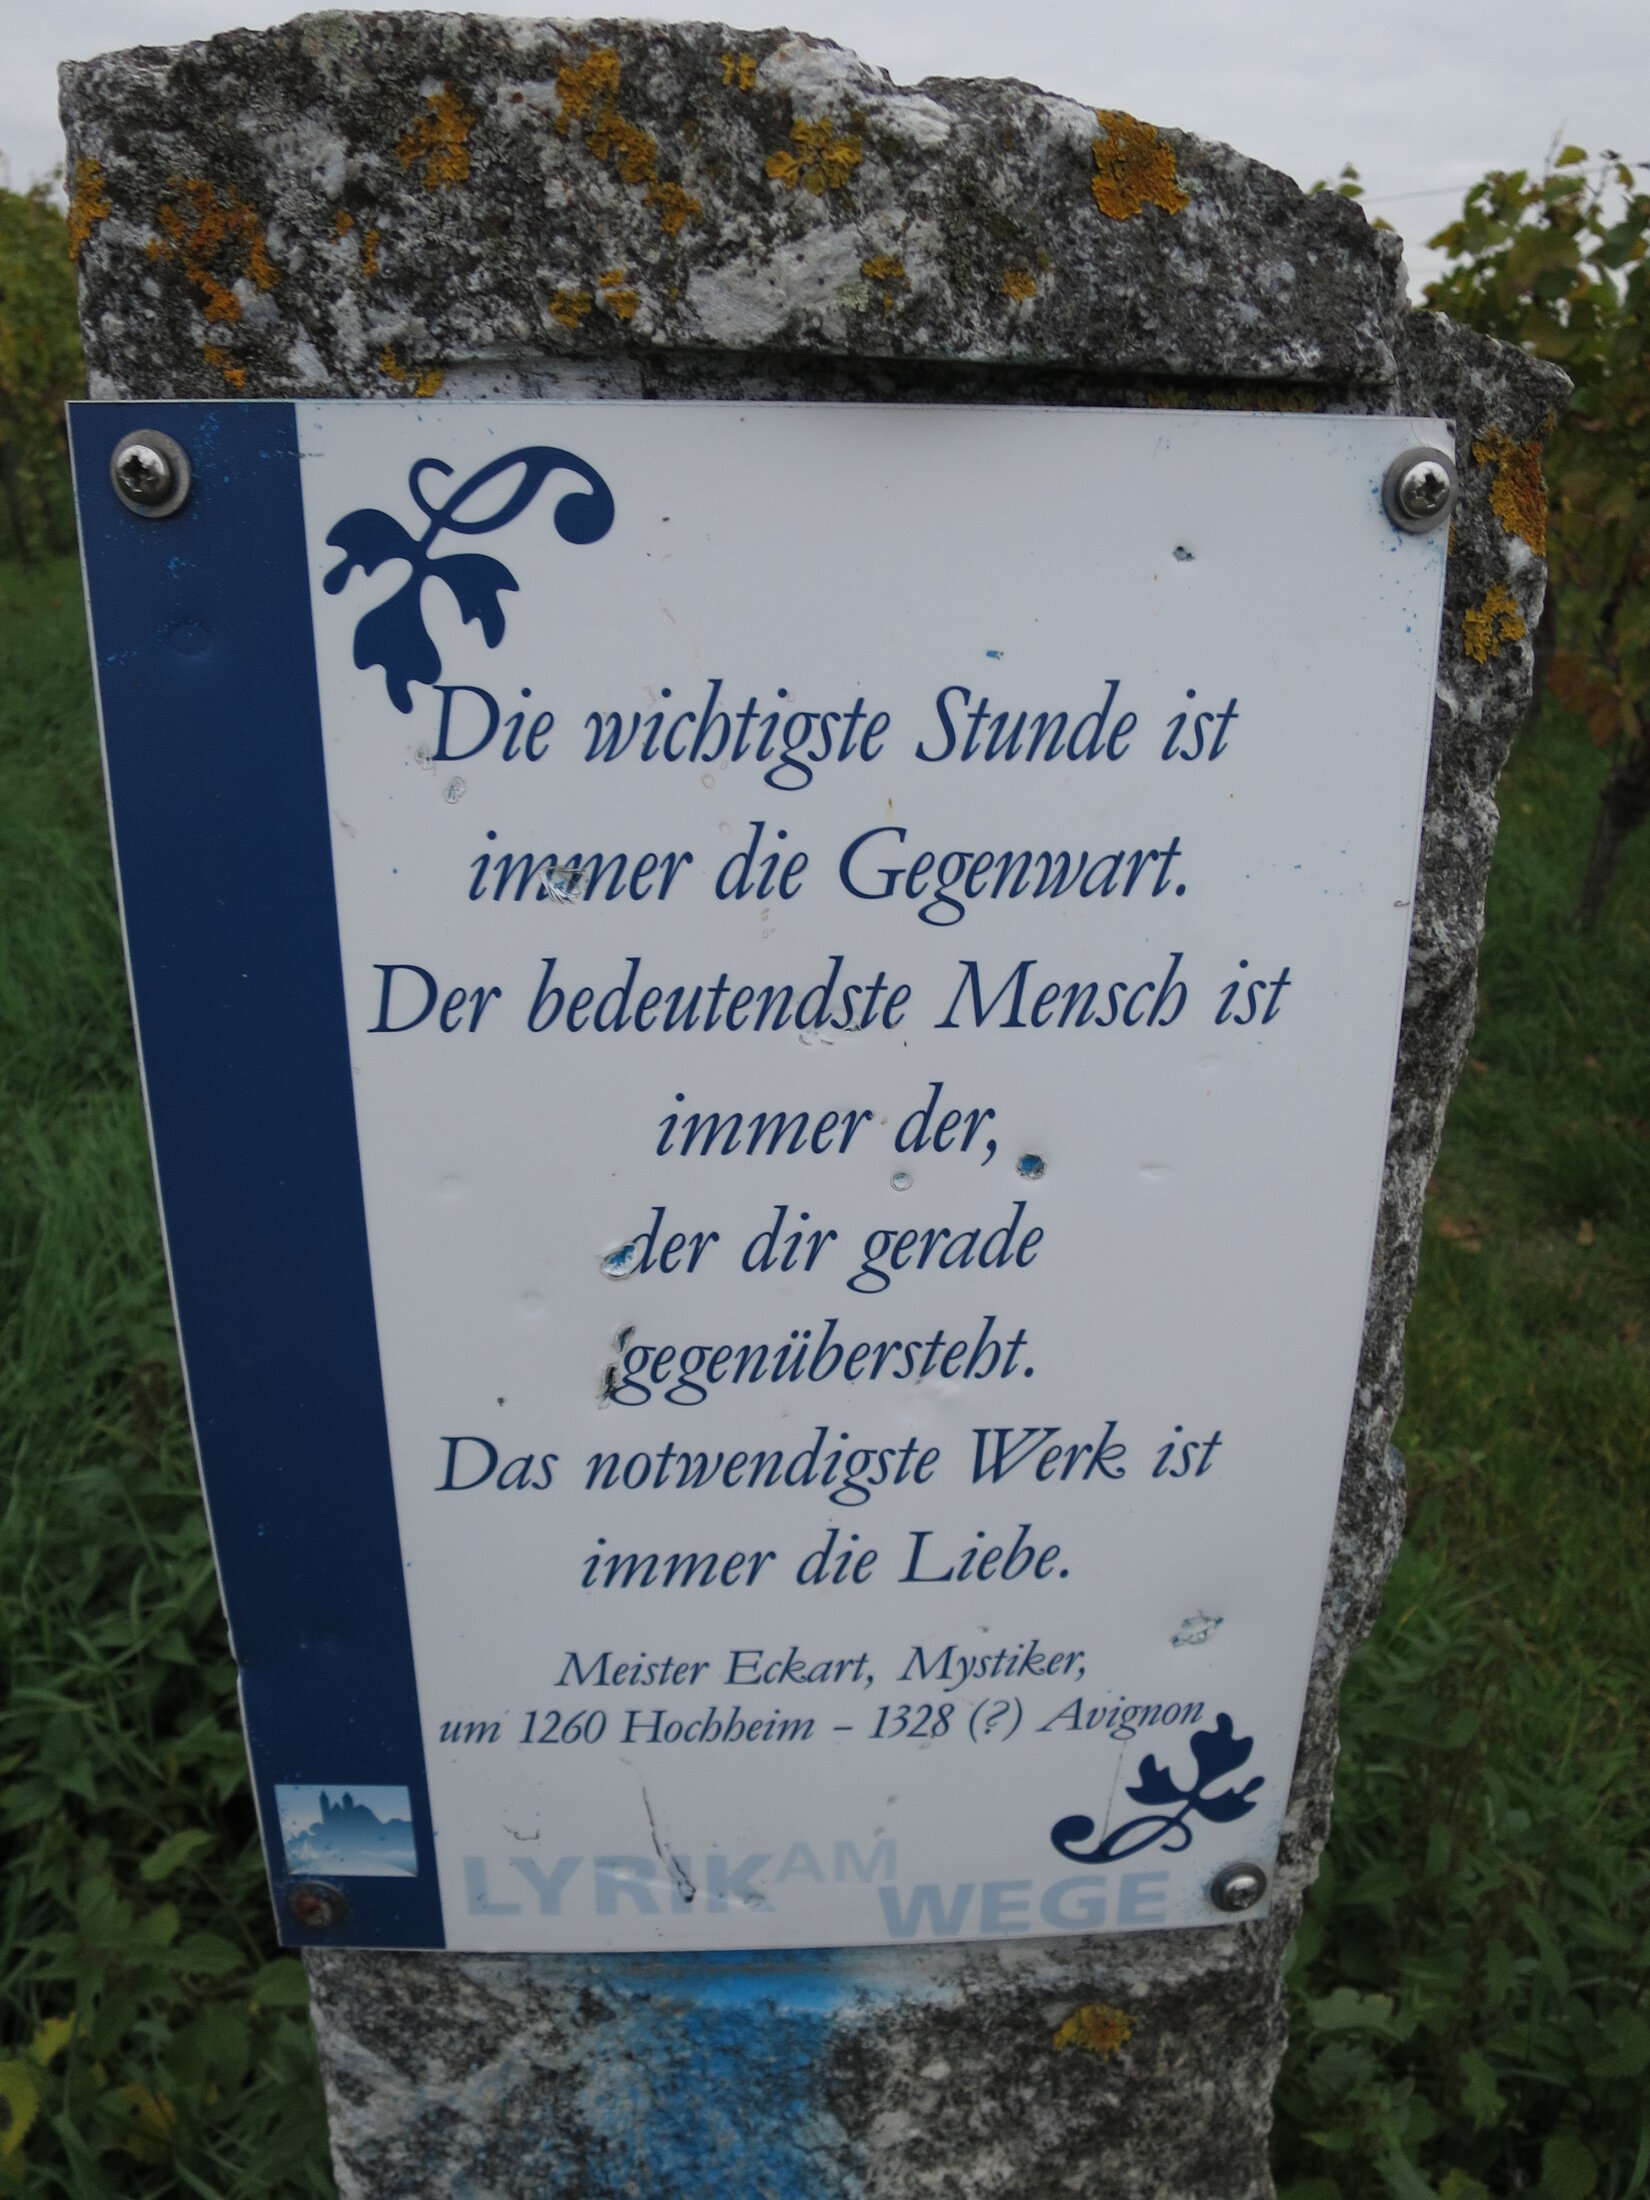 Die wichtigste Stunde ist
immer die Gegenwart.
Der bedeutendste Mensch ist
immer der,
der dir gerade
gegenübersteht.
Das notwendigste Werk ist
immer die Liebe.
Meister Eckart, Mystiker,
um 1260 Hochheim – 1328 (?) Avignon
LYRIK AM
WEGE